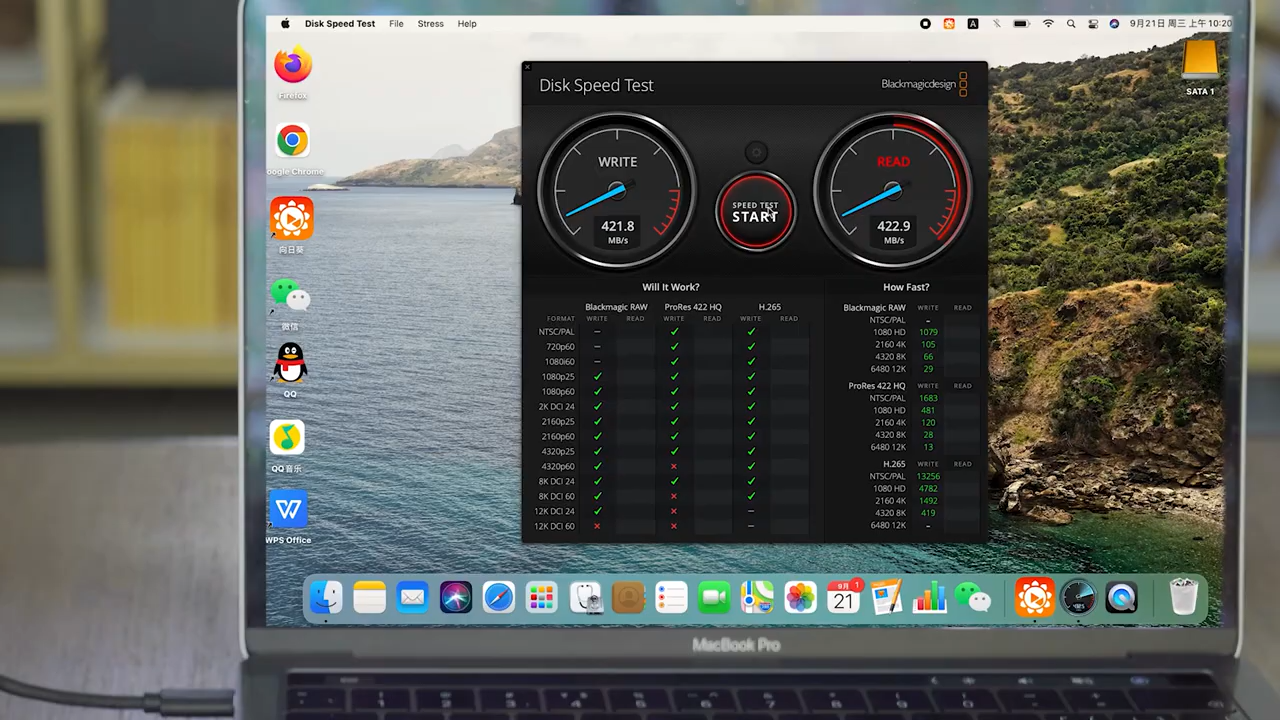 Disk Speed Test File Stress Help
A 9月21日 周三 上午 10:20
Firefox
oogle Chrome
向日葵
微信
QQ
QQ音乐
W
WPS Office
SATA 1
Disk Speed Test
Blackmagicdesign
WRITE
421.8
MB/s
SPEED TEST
START
READ
422.9
MB/s
Will It Work?
Blackmagic RAW ProRes 422 HQ H.265
FORMAT WRITE READ WRITE READ WRITE READ
NTSC/PAL – ✓ ✓
720p60 – ✓ ✓
1080i60 – ✓ ✓
1080p25 ✓ ✓ ✓
1080p60 ✓ ✓ ✓
2K DCI 24 ✓ ✓ ✓
2160p25 ✓ ✓ ✓
2160p60 ✓ ✓ ✓
4320p25 ✓ ✓ ✓
4320p60 ✓ × ✓
8K DCI 24 ✓ ✓ ✓
8K DCI 60 ✓ × ✓
12K DCI 24 ✓ × –
12K DCI 60 × × –
How Fast?
Blackmagic RAW WRITE READ
NTSC/PAL –
1080 HD 1079
2160 4K 105
4320 8K 66
6480 12K 29
ProRes 422 HQ WRITE READ
NTSC/PAL 1683
1080 HD 481
2160 4K 120
4320 8K 28
6480 12K 13
H.265 WRITE READ
NTSC/PAL 13256
1080 HD 4782
2160 4K 1492
4320 8K 419
6480 12K –
9月
21
1
MacBook Pro